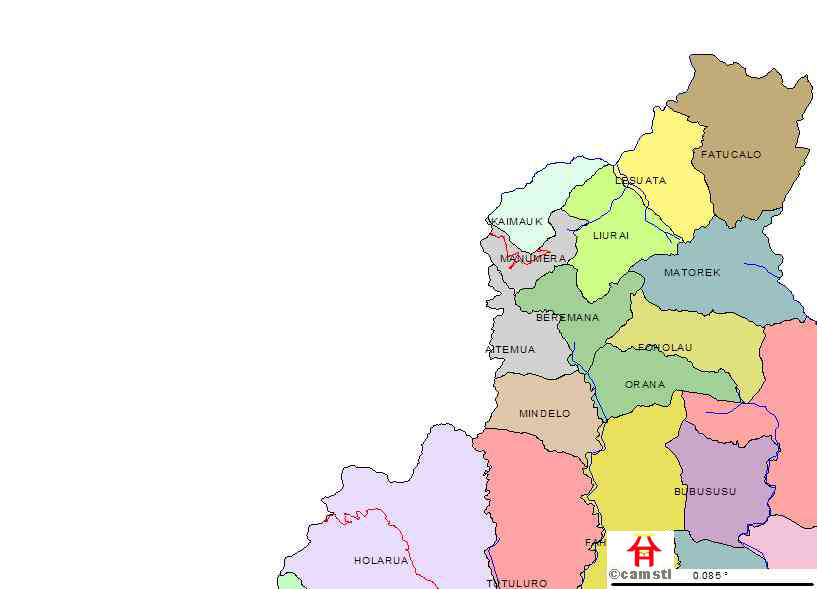 FATUCALO
LESUATA
KAIMAUK
LIURAI
MANUMERA
MATOREK
BEREMANA
FOHOLAU
AITEMUA
ORANA
MINDELO
BUBUSUSU
FAH
HOLARUA
TUTULURO
©camstl
0.085 °